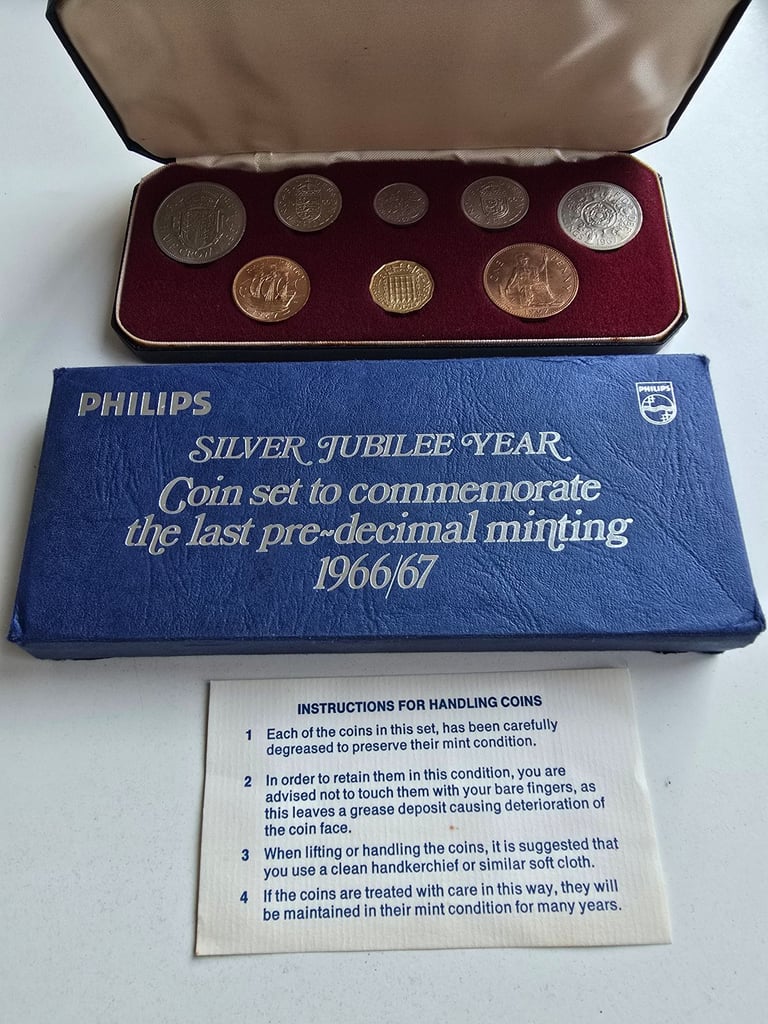 CROWN
PHILIPS
PHILIPS
SILVER JUBILEE YEAR
Coin set to commemorate
the last pre-decimal minting
1966/67
INSTRUCTIONS FOR HANDLING COINS
1 Each of the coins in this set, has been carefully
degreased to preserve their mint condition.
2 In order to retain them in this condition, you are
advised not to touch them with your bare fingers, as
this leaves a grease deposit causing deterioration of
the coin face.
3 When lifting or handling the coins, it is suggested that
you use a clean handkerchief or similar soft cloth.
4 If the coins are treated with care in this way, they will
be maintained in their mint condition for many years.